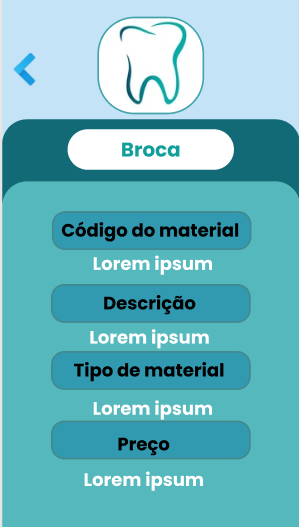 Broca
Código do material
Lorem ipsum
Descrição
Lorem ipsum
Tipo de material
Lorem ipsum
Preço
Lorem ipsum